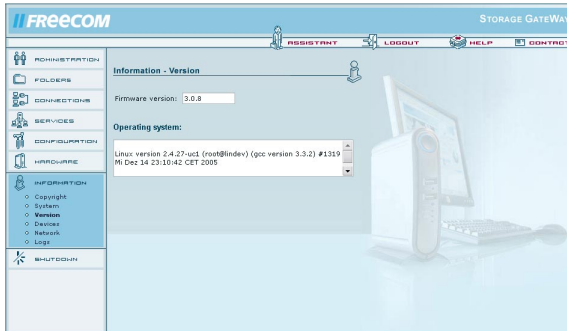 FREECOM
STORAGE GATEWAY
ASSISTANT
LOGOUT
HELP
CONTACT
ADMINISTRATION
FOLDERS
CONNECTIONS
SERVICES
CONFIGURATION
HARDWARE
INFORMATION
Copyright
System
Version
Devices
Network
Logs
SHUTDOWN
Information - Version
Firmware version: 3.0.8
Operating system:
Linux version 2.4.27-uc1 (root@lindev) (gcc version 3.3.2) #1319
Mi Dez 14 23:10:42 CET 2005